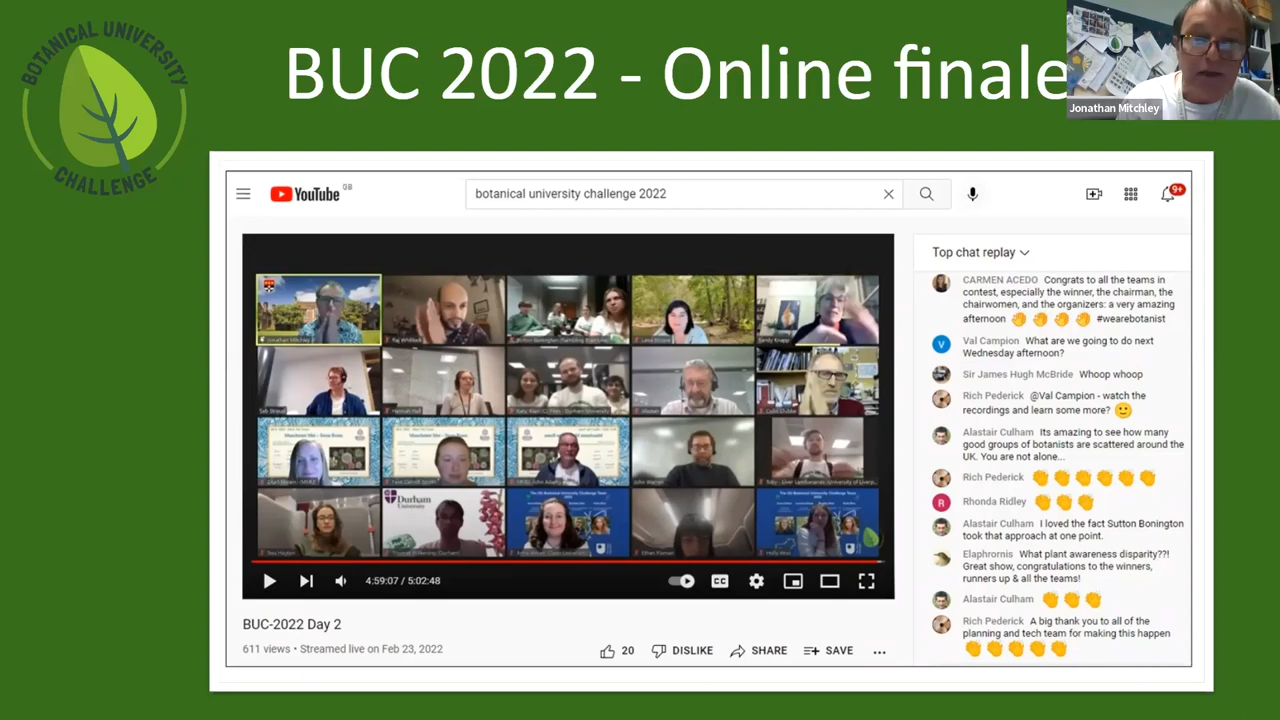 BOTANICAL UNIVERSITY
CHALLENGE
BUC 2022 - Online finale
Jonathan Mitchley
YouTube GB
botanical university challenge 2022
9+
Top chat replay
CARMEN ACEDO Congrats to all the teams in
contest, especially the winner, the chairman, the
chairwomen, and the organizers: a very amazing
afternoon 👏 👏 👏 👏 #wearebotanist
V
Val Campion What are we going to do next
Wednesday afternoon?
Sir James Hugh McBride Whoop whoop
Rich Pederick @Val Campion - watch the
recordings and learn some more? 🙂
Alastair Culham Its amazing to see how many
good groups of botanists are scattered around the
UK. You are not alone...
Rich Pederick 👏👏👏👏👏👏👏
R
Rhonda Ridley 👏👏👏
Alastair Culham I loved the fact Sutton Bonington
took that approach at one point.
Elaphrornis What plant awareness disparity??!
Great show, congratulations to the winners,
runners up & all the teams!
Alastair Culham 👏👏👏
Rich Pederick A big thank you to all of the
planning and tech team for making this happen
👏👏👏👏👏
Jonathan Mitchley
Sandy Knapp
Durham
University
4:59:07 / 5:02:48
CC
BUC-2022 Day 2
611 views • Streamed live on Feb 23, 2022
20 DISLIKE SHARE SAVE ...